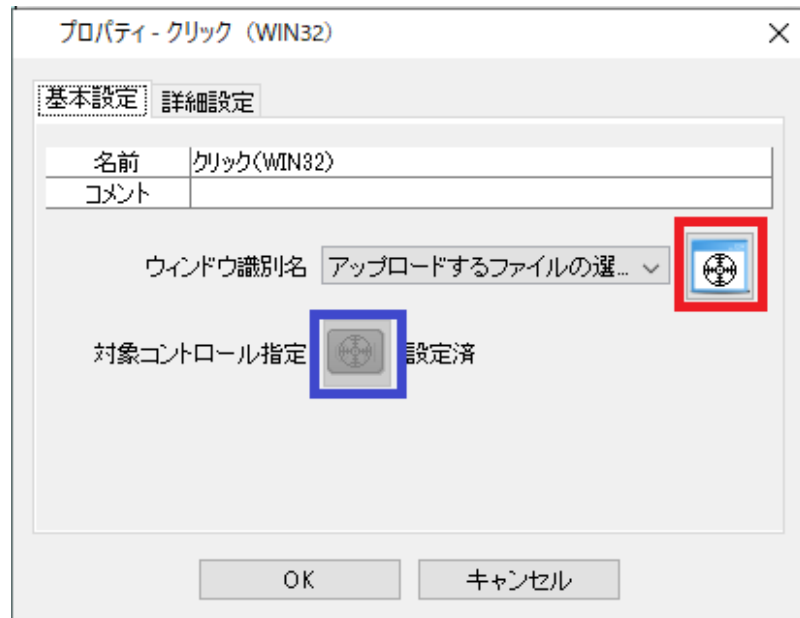 プロパティ - クリック（WIN32）
基本設定 詳細設定
名前 クリック(WIN32)
コメント
ウィンドウ識別名 アップロードするファイルの選...
対象コントロール指定 設定済
OK キャンセル